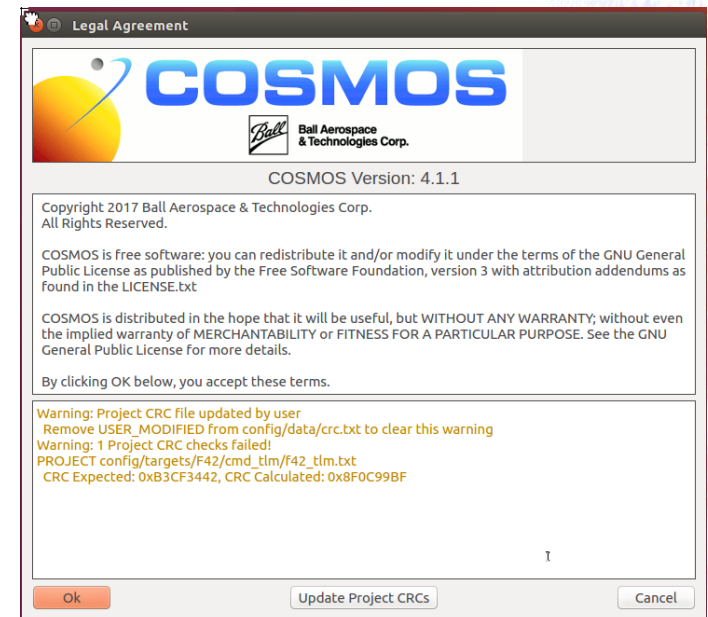 Legal Agreement
COSMOS
Ball
Ball Aerospace
& Technologies Corp.
COSMOS Version: 4.1.1
Copyright 2017 Ball Aerospace & Technologies Corp.
All Rights Reserved.
COSMOS is free software: you can redistribute it and/or modify it under the terms of the GNU General
Public License as published by the Free Software Foundation, version 3 with attribution addendums as
found in the LICENSE.txt
COSMOS is distributed in the hope that it will be useful, but WITHOUT ANY WARRANTY; without even
the implied warranty of MERCHANTABILITY or FITNESS FOR A PARTICULAR PURPOSE. See the GNU
General Public License for more details.
By clicking OK below, you accept these terms.
Warning: Project CRC file updated by user
Remove USER_MODIFIED from config/data/crc.txt to clear this warning
Warning: 1 Project CRC checks failed!
PROJECT config/targets/F42/cmd_tlm/f42_tlm.txt
CRC Expected: 0xB3CF3442, CRC Calculated: 0x8F0C99BF
Ok
Update Project CRCs
Cancel